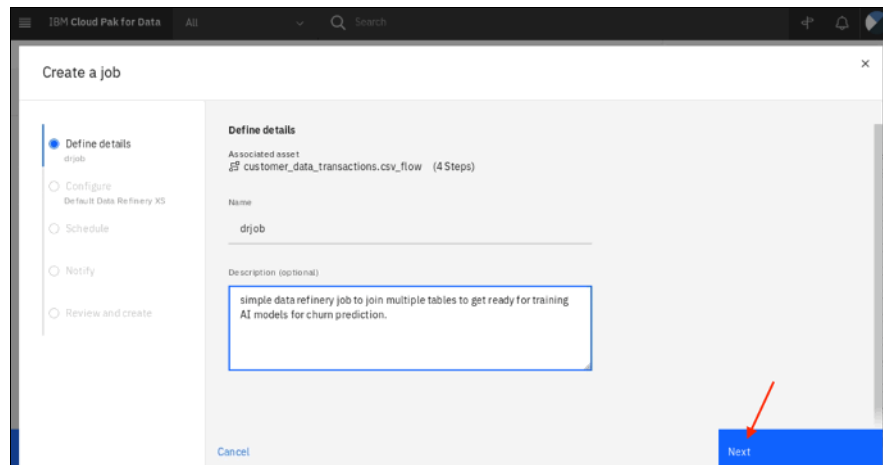 IBM Cloud Pak for Data
All
Search
Create a job
Define details
drjob
Configure
Default Data Refinery XS
Schedule
Notify
Review and create
Define details
Associated asset
customer_data_transactions.csv_flow (4 Steps)
Name
drjob
Description (optional)
simple data refinery job to join multiple tables to get ready for training
AI models for churn prediction.
Cancel
Next